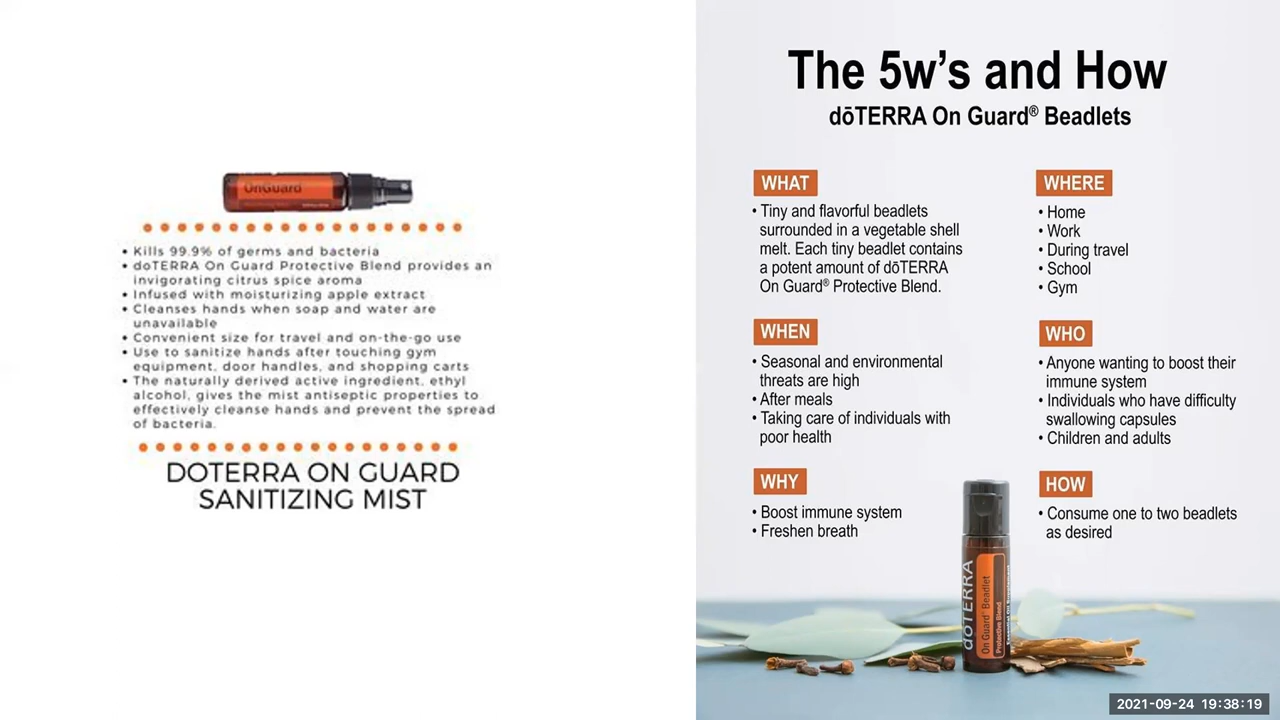 OnGuard
• Kills 99.9% of germs and bacteria
• doTERRA On Guard Protective Blend provides an
invigorating citrus spice aroma
• Infused with moisturizing apple extract
• Cleanses hands when soap and water are
unavailable
• Convenient size for travel and on-the-go use
• Use to sanitize hands after touching gym
equipment, door handles, and shopping carts
• The naturally derived active ingredient, ethyl
alcohol, gives the mist antiseptic properties to
effectively cleanse hands and prevent the spread
of bacteria.
DOTERRA ON GUARD
SANITIZING MIST
The 5w's and How
dōTERRA On Guard® Beadlets
WHAT
• Tiny and flavorful beadlets
surrounded in a vegetable shell
melt. Each tiny beadlet contains
a potent amount of dōTERRA
On Guard® Protective Blend.
WHEN
• Seasonal and environmental
threats are high
• After meals
• Taking care of individuals with
poor health
WHY
• Boost immune system
• Freshen breath
WHERE
• Home
• Work
• During travel
• School
• Gym
WHO
• Anyone wanting to boost their
immune system
• Individuals who have difficulty
swallowing capsules
• Children and adults
HOW
• Consume one to two beadlets
as desired
dōTERRA
On Guard® Beadlet
Protective Blend
2021-09-24 19:38:19